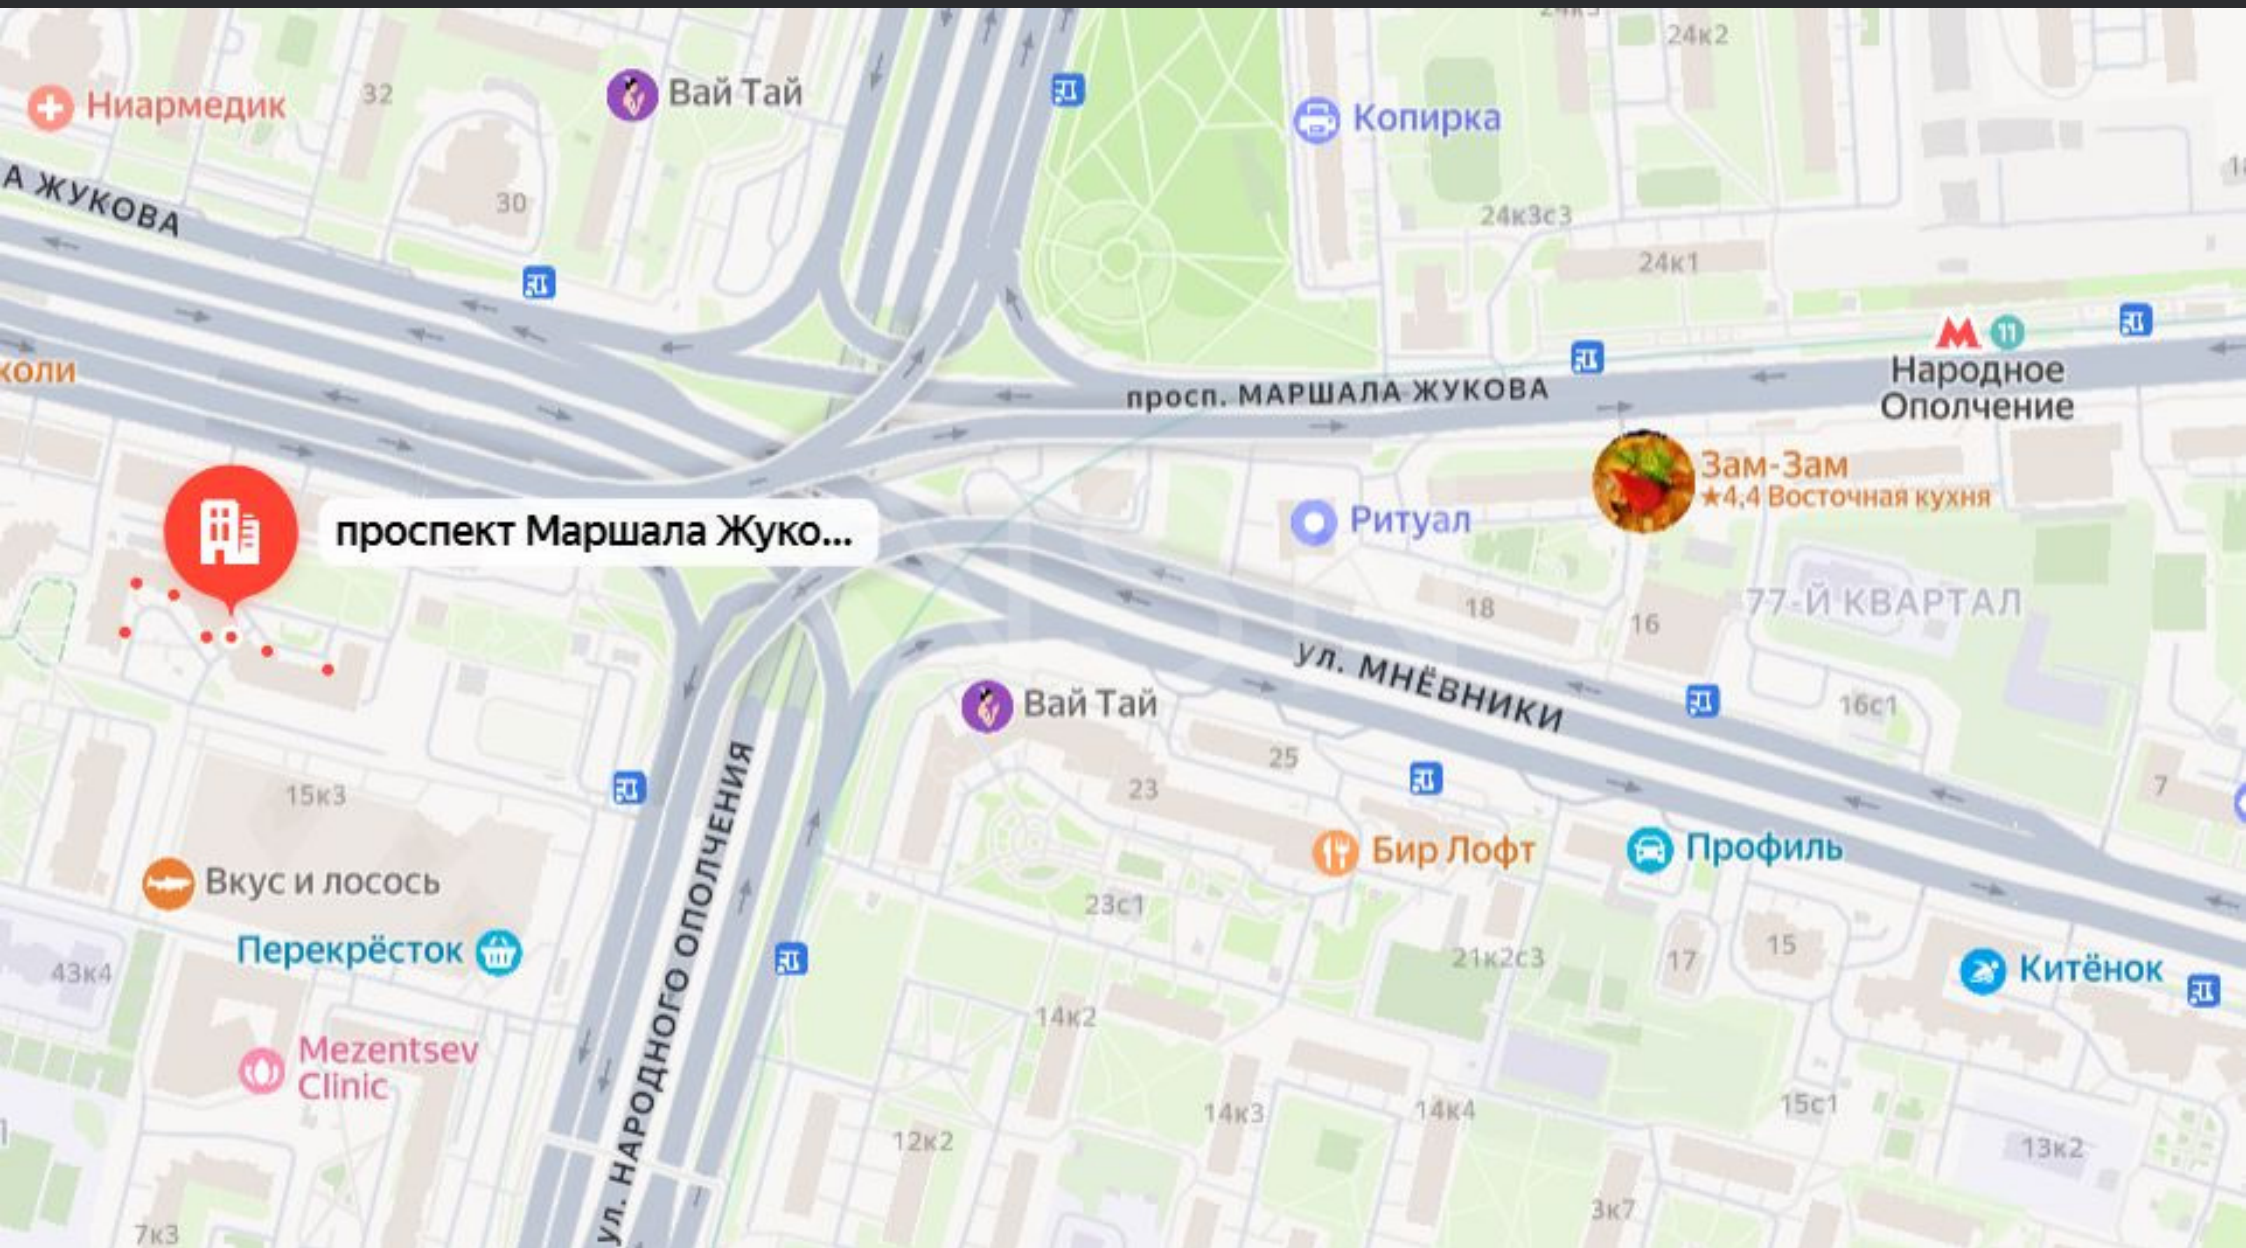 24к2
Ниармедик
32
Вай Тай
Копирка
30
А ЖУКОВА
24к3с3
24к1
11
Народное
Ополчение
коли
просп. МАРШАЛА ЖУКОВА
Зам-Зам
★4,4 Восточная кухня
проспект Маршала Жуко...
Ритуал
18
16
77-Й КВАРТАЛ
ул. МНЁВНИКИ
Вай Тай
16с1
25
23
7
15к3
Бир Лофт
Профиль
Вкус и лосось
23с1
Перекрёсток
43к4
21к2с3
17
15
Китёнок
ул. НАРОДНОГО ОПОЛЧЕНИЯ
14к2
Mezentsev
Clinic
14к3
14к4
15с1
12к2
13к2
7к3
3к7